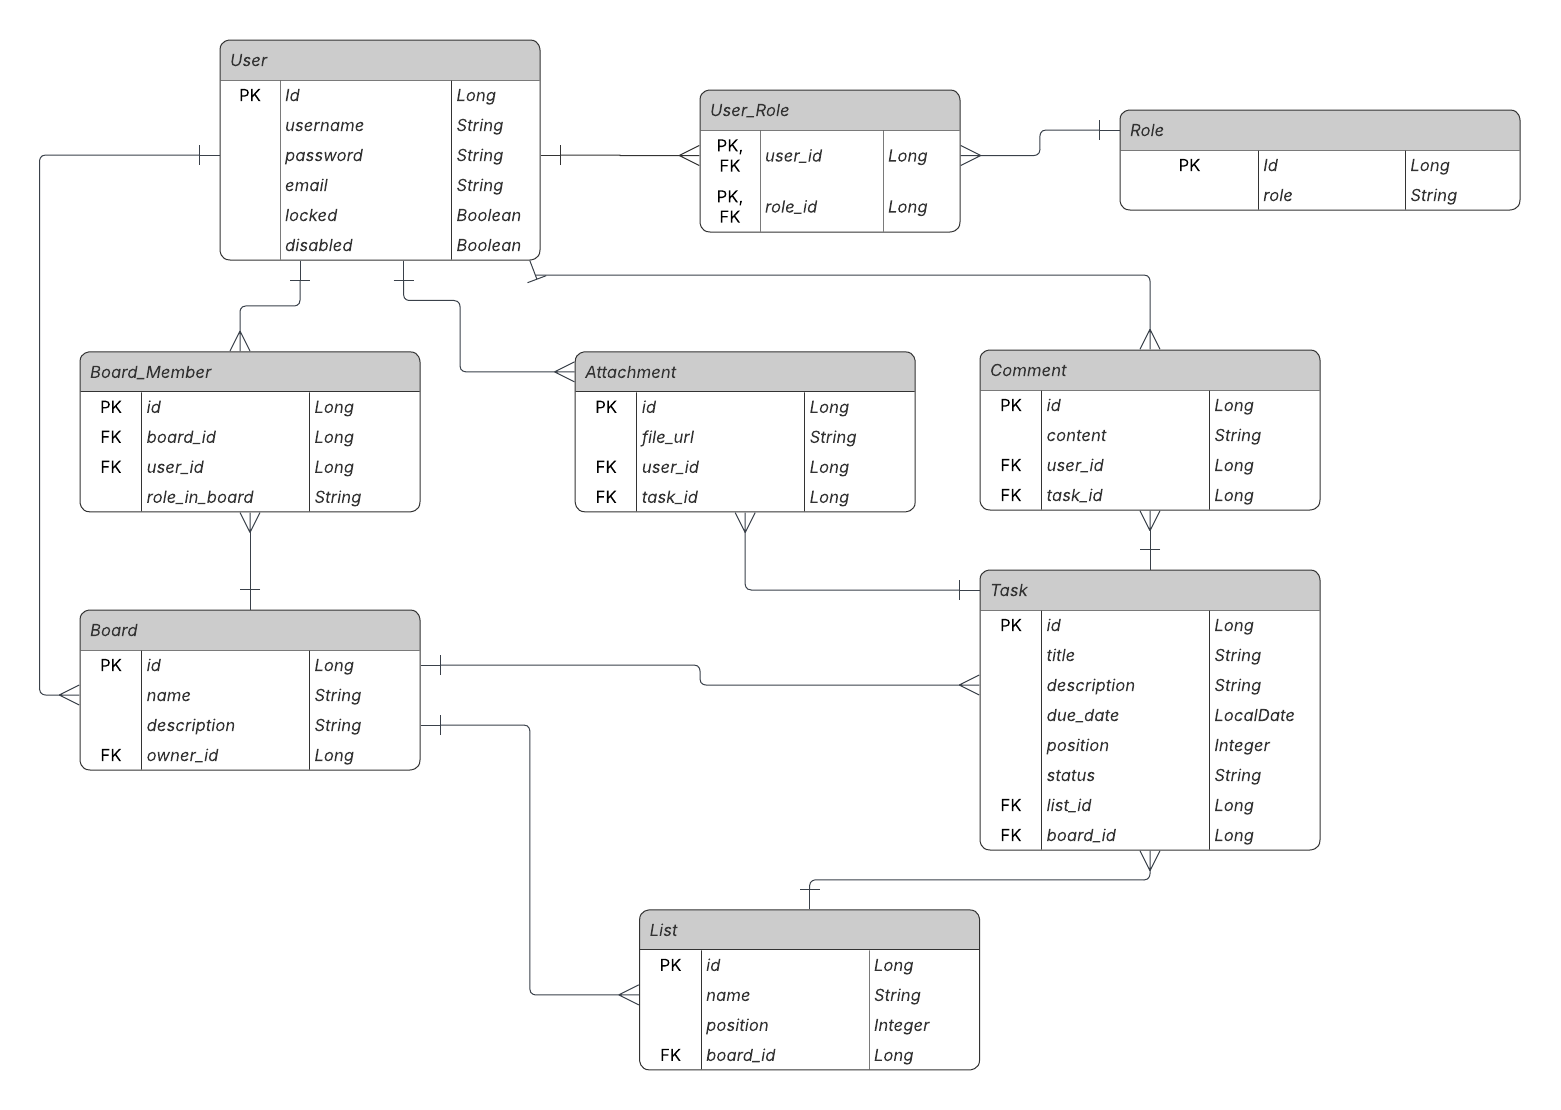 User
PK Id Long
username String
password String
email String
locked Boolean
disabled Boolean
User_Role
PK,
FK user_id Long
PK,
FK role_id Long
Role
PK Id Long
role String
Board_Member
PK id Long
FK board_id Long
FK user_id Long
role_in_board String
Attachment
PK id Long
file_url String
FK user_id Long
FK task_id Long
Comment
PK id Long
content String
FK user_id Long
FK task_id Long
Board
PK id Long
name String
description String
FK owner_id Long
Task
PK id Long
title String
description String
due_date LocalDate
position Integer
status String
FK list_id Long
FK board_id Long
List
PK id Long
name String
position Integer
FK board_id Long